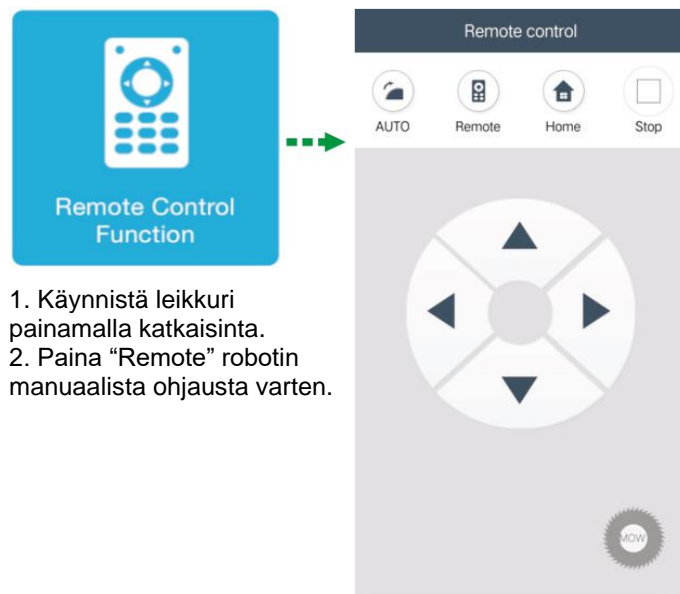 Remote Control
Function
1. Käynnistä leikkuri
painamalla katkaisinta.
2. Paina “Remote” robotin
manuaalista ohjausta varten.
Remote control
AUTO Remote Home Stop
MOW